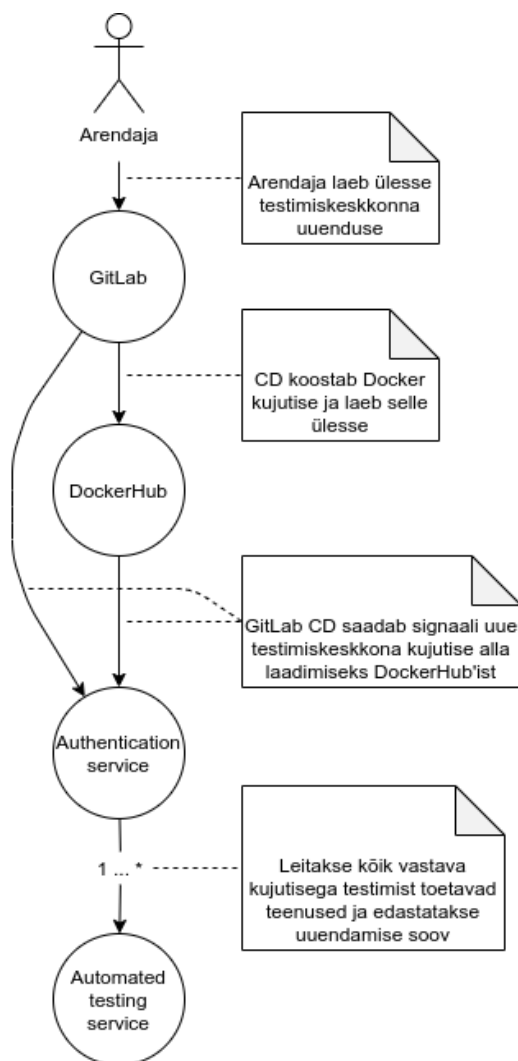 Arendaja
Arendaja laeb ülesse
testimiskeskkonna
uuenduse
GitLab
CD koostab Docker
kujutise ja laeb selle
ülesse
DockerHub
GitLab CD saadab signaali uue
testimiskeskkona kujutise alla
laadimiseks DockerHub'ist
Authentication
service
1 ... *
Leitakse kõik vastava
kujutisega testimist toetavad
teenused ja edastatakse
uuendamise soov
Automated
testing
service